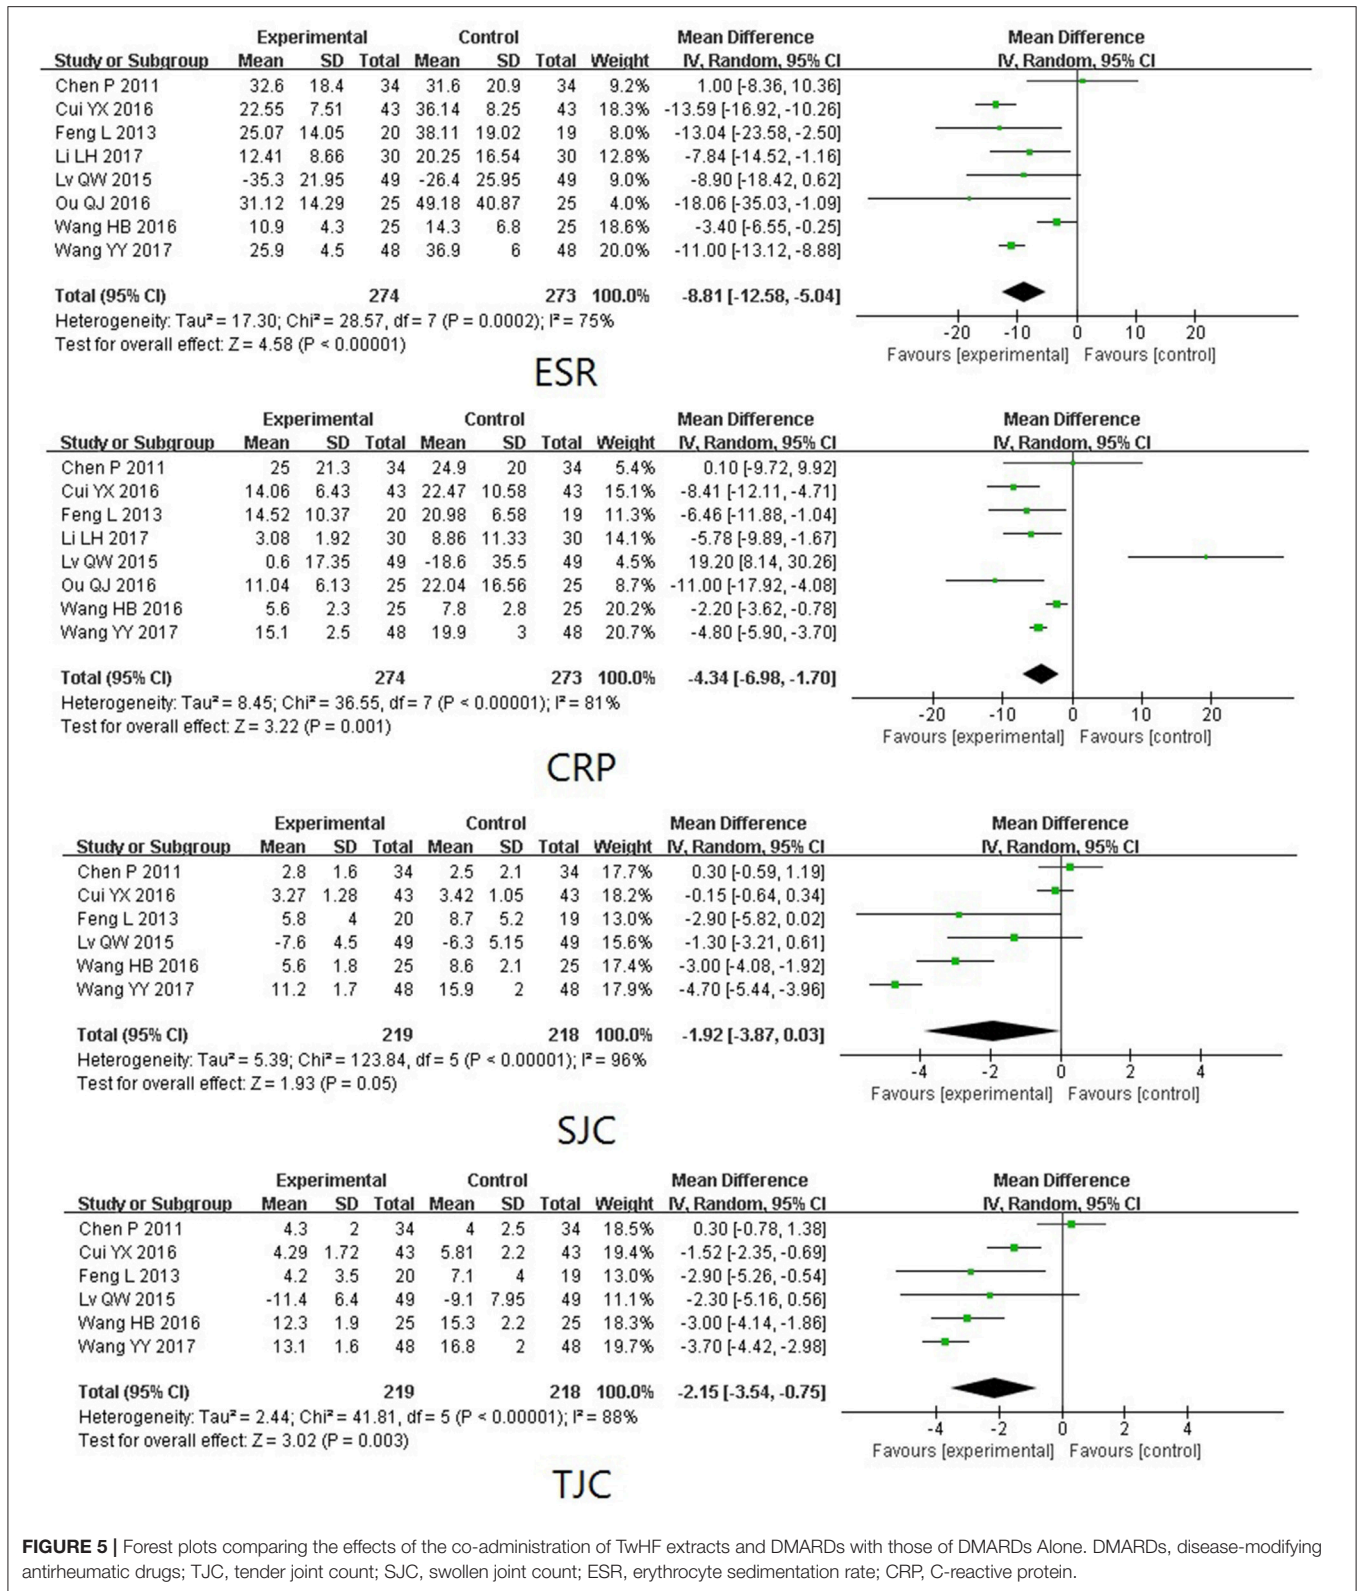 Experimental Control Mean Difference Mean Difference
Study or Subgroup Mean SD Total Mean SD Total Weight IV, Random, 95% CI IV, Random, 95% CI
Chen P 2011 32.6 18.4 34 31.6 20.9 34 9.2% 1.00 [-8.36, 10.36]
Cui YX 2016 22.55 7.51 43 36.14 8.25 43 18.3% -13.59 [-16.92, -10.26]
Feng L 2013 25.07 14.05 20 38.11 19.02 19 8.0% -13.04 [-23.58, -2.50]
Li LH 2017 12.41 8.66 30 20.25 16.54 30 12.8% -7.84 [-14.52, -1.16]
Lv QW 2015 -35.3 21.95 49 -26.4 25.95 49 9.0% -8.90 [-18.42, 0.62]
Ou QJ 2016 31.12 14.29 25 49.18 40.87 25 4.0% -18.06 [-35.03, -1.09]
Wang HB 2016 10.9 4.3 25 14.3 6.8 25 18.6% -3.40 [-6.55, -0.25]
Wang YY 2017 25.9 4.5 48 36.9 6 48 20.0% -11.00 [-13.12, -8.88]
Total (95% CI) 274 273 100.0% -8.81 [-12.58, -5.04]
Heterogeneity: Tau² = 17.30; Chi² = 28.57, df = 7 (P = 0.0002); I² = 75%
Test for overall effect: Z = 4.58 (P < 0.00001)
-20 -10 0 10 20
Favours [experimental] Favours [control]
ESR
Experimental Control Mean Difference Mean Difference
Study or Subgroup Mean SD Total Mean SD Total Weight IV, Random, 95% CI IV, Random, 95% CI
Chen P 2011 25 21.3 34 24.9 20 34 5.4% 0.10 [-9.72, 9.92]
Cui YX 2016 14.06 6.43 43 22.47 10.58 43 15.1% -8.41 [-12.11, -4.71]
Feng L 2013 14.52 10.37 20 20.98 6.58 19 11.3% -6.46 [-11.88, -1.04]
Li LH 2017 3.08 1.92 30 8.86 11.33 30 14.1% -5.78 [-9.89, -1.67]
Lv QW 2015 0.6 17.35 49 -18.6 35.5 49 4.5% 19.20 [8.14, 30.26]
Ou QJ 2016 11.04 6.13 25 22.04 16.56 25 8.7% -11.00 [-17.92, -4.08]
Wang HB 2016 5.6 2.3 25 7.8 2.8 25 20.2% -2.20 [-3.62, -0.78]
Wang YY 2017 15.1 2.5 48 19.9 3 48 20.7% -4.80 [-5.90, -3.70]
Total (95% CI) 274 273 100.0% -4.34 [-6.98, -1.70]
Heterogeneity: Tau² = 8.45; Chi² = 36.55, df = 7 (P < 0.00001); I² = 81%
Test for overall effect: Z = 3.22 (P = 0.001)
-20 -10 0 10 20
Favours [experimental] Favours [control]
CRP
Experimental Control Mean Difference Mean Difference
Study or Subgroup Mean SD Total Mean SD Total Weight IV, Random, 95% CI IV, Random, 95% CI
Chen P 2011 2.8 1.6 34 2.5 2.1 34 17.7% 0.30 [-0.59, 1.19]
Cui YX 2016 3.27 1.28 43 3.42 1.05 43 18.2% -0.15 [-0.64, 0.34]
Feng L 2013 5.8 4 20 8.7 5.2 19 13.0% -2.90 [-5.82, 0.02]
Lv QW 2015 -7.6 4.5 49 -6.3 5.15 49 15.6% -1.30 [-3.21, 0.61]
Wang HB 2016 5.6 1.8 25 8.6 2.1 25 17.4% -3.00 [-4.08, -1.92]
Wang YY 2017 11.2 1.7 48 15.9 2 48 17.9% -4.70 [-5.44, -3.96]
Total (95% CI) 219 218 100.0% -1.92 [-3.87, 0.03]
Heterogeneity: Tau² = 5.39; Chi² = 123.84, df = 5 (P < 0.00001); I² = 96%
Test for overall effect: Z = 1.93 (P = 0.05)
-4 -2 0 2 4
Favours [experimental] Favours [control]
SJC
Experimental Control Mean Difference Mean Difference
Study or Subgroup Mean SD Total Mean SD Total Weight IV, Random, 95% CI IV, Random, 95% CI
Chen P 2011 4.3 2 34 4 2.5 34 18.5% 0.30 [-0.78, 1.38]
Cui YX 2016 4.29 1.72 43 5.81 2.2 43 19.4% -1.52 [-2.35, -0.69]
Feng L 2013 4.2 3.5 20 7.1 4 19 13.0% -2.90 [-5.26, -0.54]
Lv QW 2015 -11.4 6.4 49 -9.1 7.95 49 11.1% -2.30 [-5.16, 0.56]
Wang HB 2016 12.3 1.9 25 15.3 2.2 25 18.3% -3.00 [-4.14, -1.86]
Wang YY 2017 13.1 1.6 48 16.8 2 48 19.7% -3.70 [-4.42, -2.98]
Total (95% CI) 219 218 100.0% -2.15 [-3.54, -0.75]
Heterogeneity: Tau² = 2.44; Chi² = 41.81, df = 5 (P < 0.00001); I² = 88%
Test for overall effect: Z = 3.02 (P = 0.003)
-4 -2 0 2 4
Favours [experimental] Favours [control]
TJC
FIGURE 5 | Forest plots comparing the effects of the co-administration of TwHF extracts and DMARDs with those of DMARDs Alone. DMARDs, disease-modifying
antirheumatic drugs; TJC, tender joint count; SJC, swollen joint count; ESR, erythrocyte sedimentation rate; CRP, C-reactive protein.